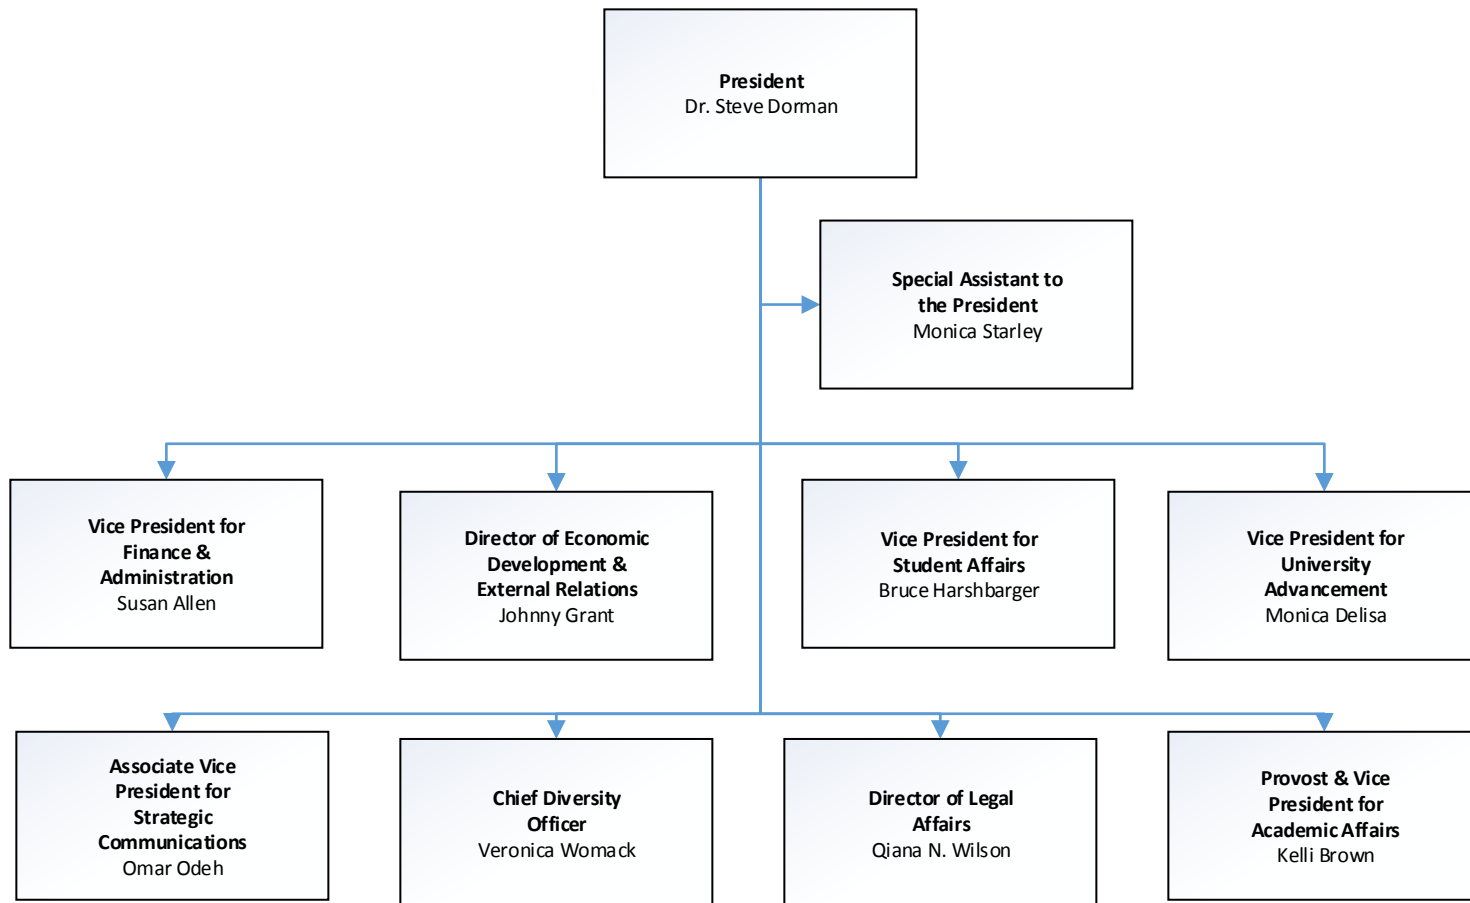 President
Dr. Steve Dorman
Special Assistant to
the President
Monica Starley
Vice President for
Finance &
Administration
Susan Allen
Director of Economic
Development &
External Relations
Johnny Grant
Vice President for
Student Affairs
Bruce Harshbarger
Vice President for
University
Advancement
Monica Delisa
Associate Vice
President for
Strategic
Communications
Omar Odeh
Chief Diversity
Officer
Veronica Womack
Director of Legal
Affairs
Qiana N. Wilson
Provost & Vice
President for
Academic Affairs
Kelli Brown